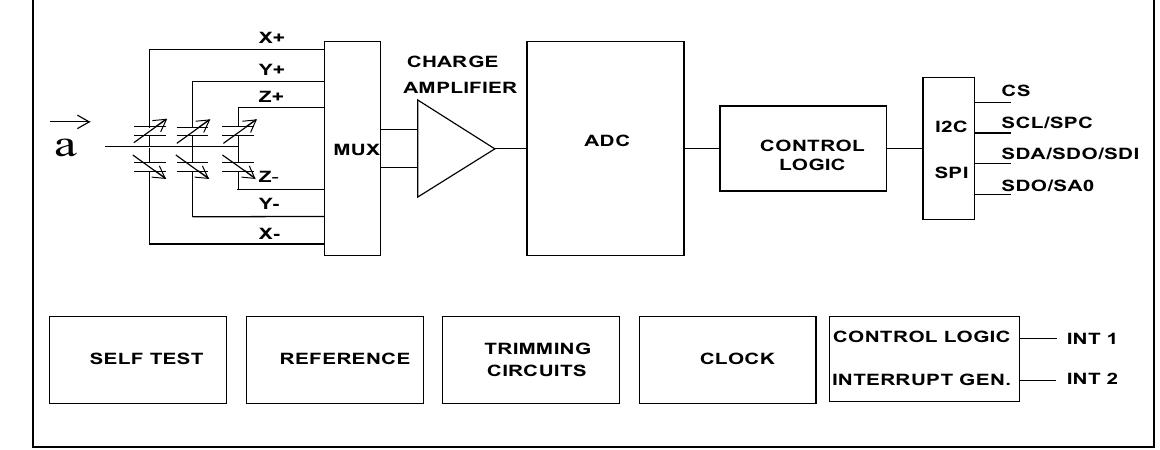 X+
Y+
Z+
CHARGE
AMPLIFIER
a
MUX
Z-
Y-
X-
ADC
CONTROL
LOGIC
I2C
SPI
CS
SCL/SPC
SDA/SDO/SDI
SDO/SA0
SELF TEST
REFERENCE
TRIMMING
CIRCUITS
CLOCK
CONTROL LOGIC
INTERRUPT GEN.
INT 1
INT 2